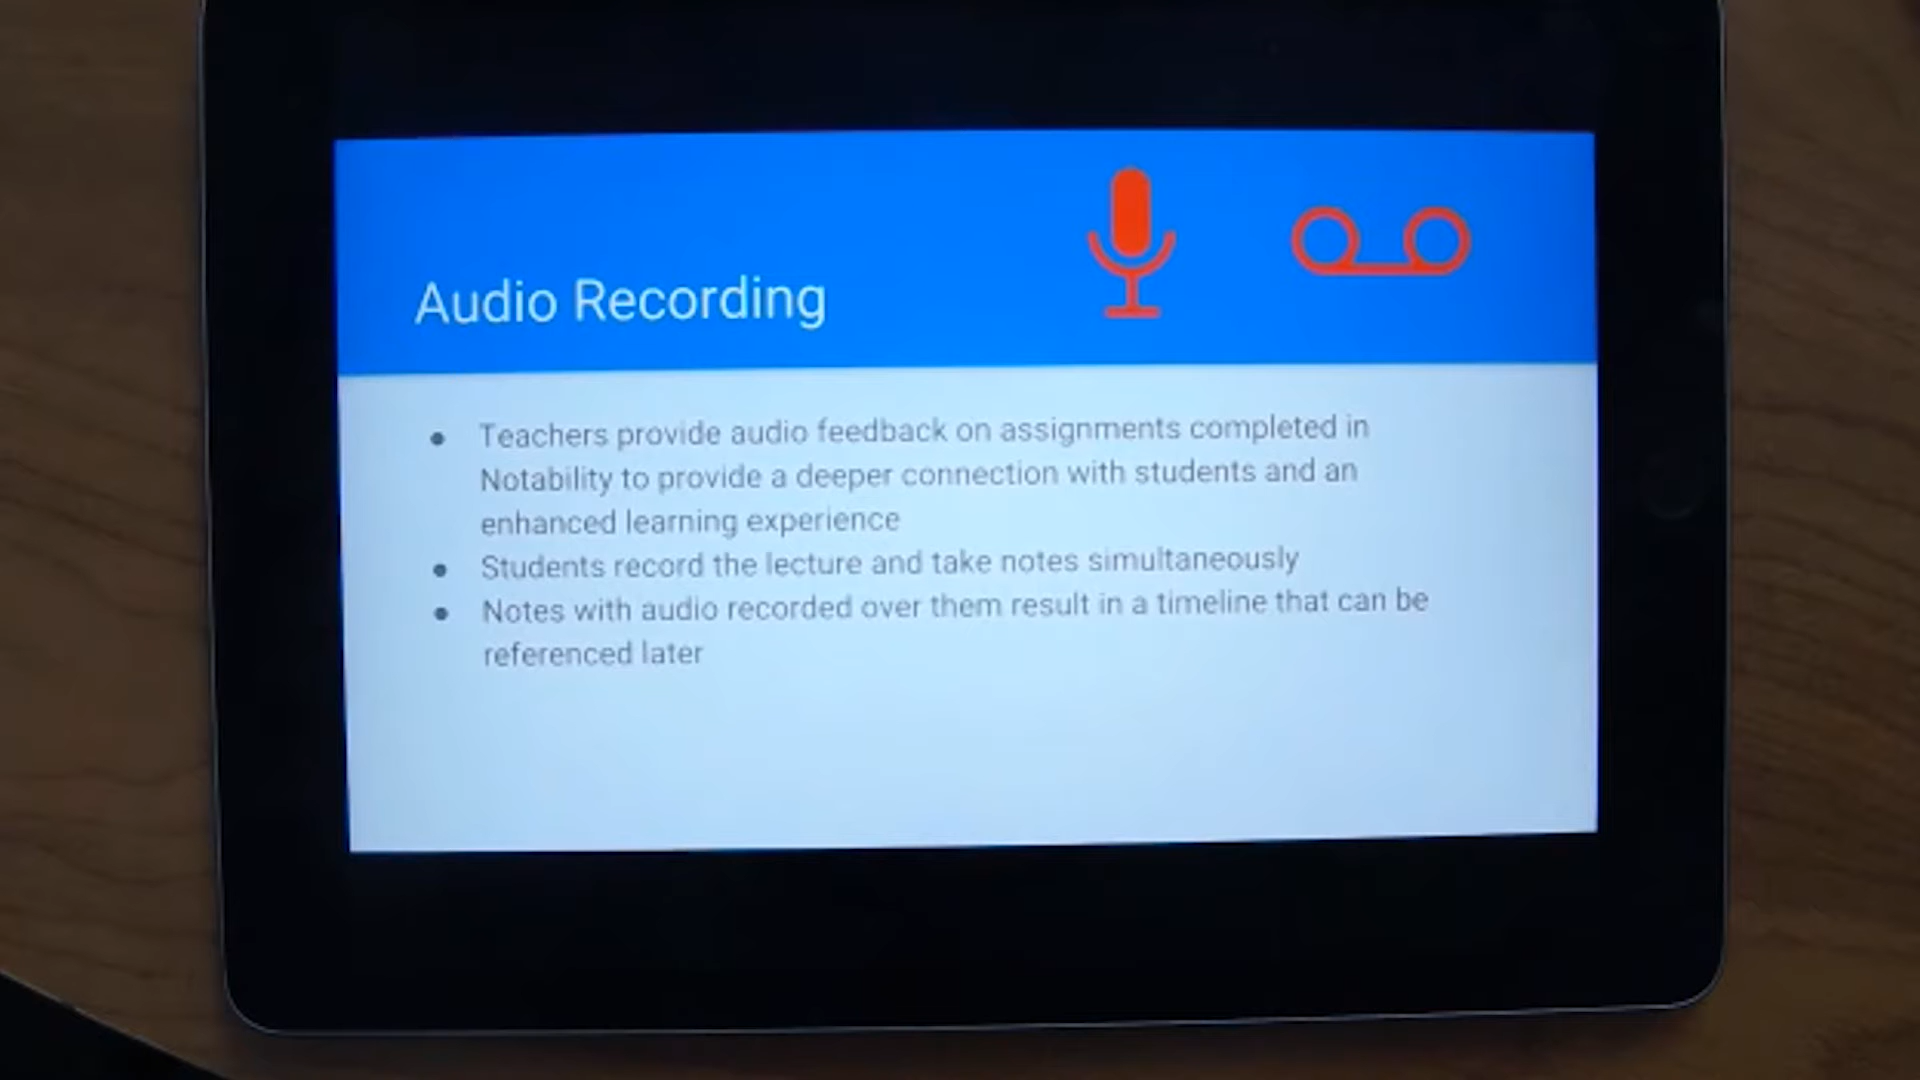 Audio Recording
● Teachers provide audio feedback on assignments completed in
Notability to provide a deeper connection with students and an
enhanced learning experience
● Students record the lecture and take notes simultaneously
● Notes with audio recorded over them result in a timeline that can be
referenced later